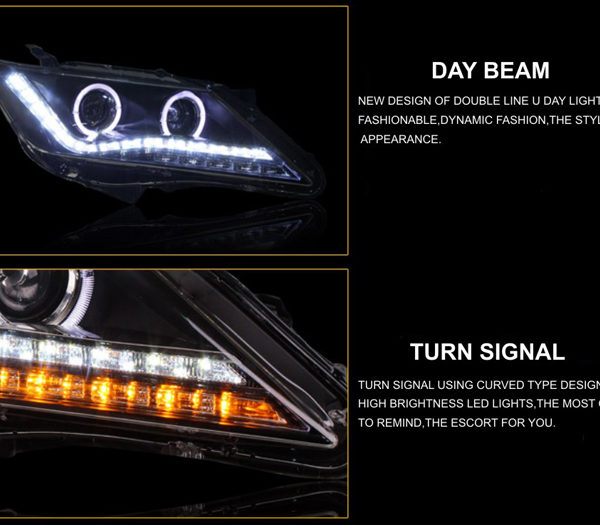 DAY BEAM
NEW DESIGN OF DOUBLE LINE U DAY LIGHT
FASHIONABLE,DYNAMIC FASHION,THE STYL
APPEARANCE.
TURN SIGNAL
TURN SIGNAL USING CURVED TYPE DESIGN
HIGH BRIGHTNESS LED LIGHTS,THE MOST
TO REMIND,THE ESCORT FOR YOU.